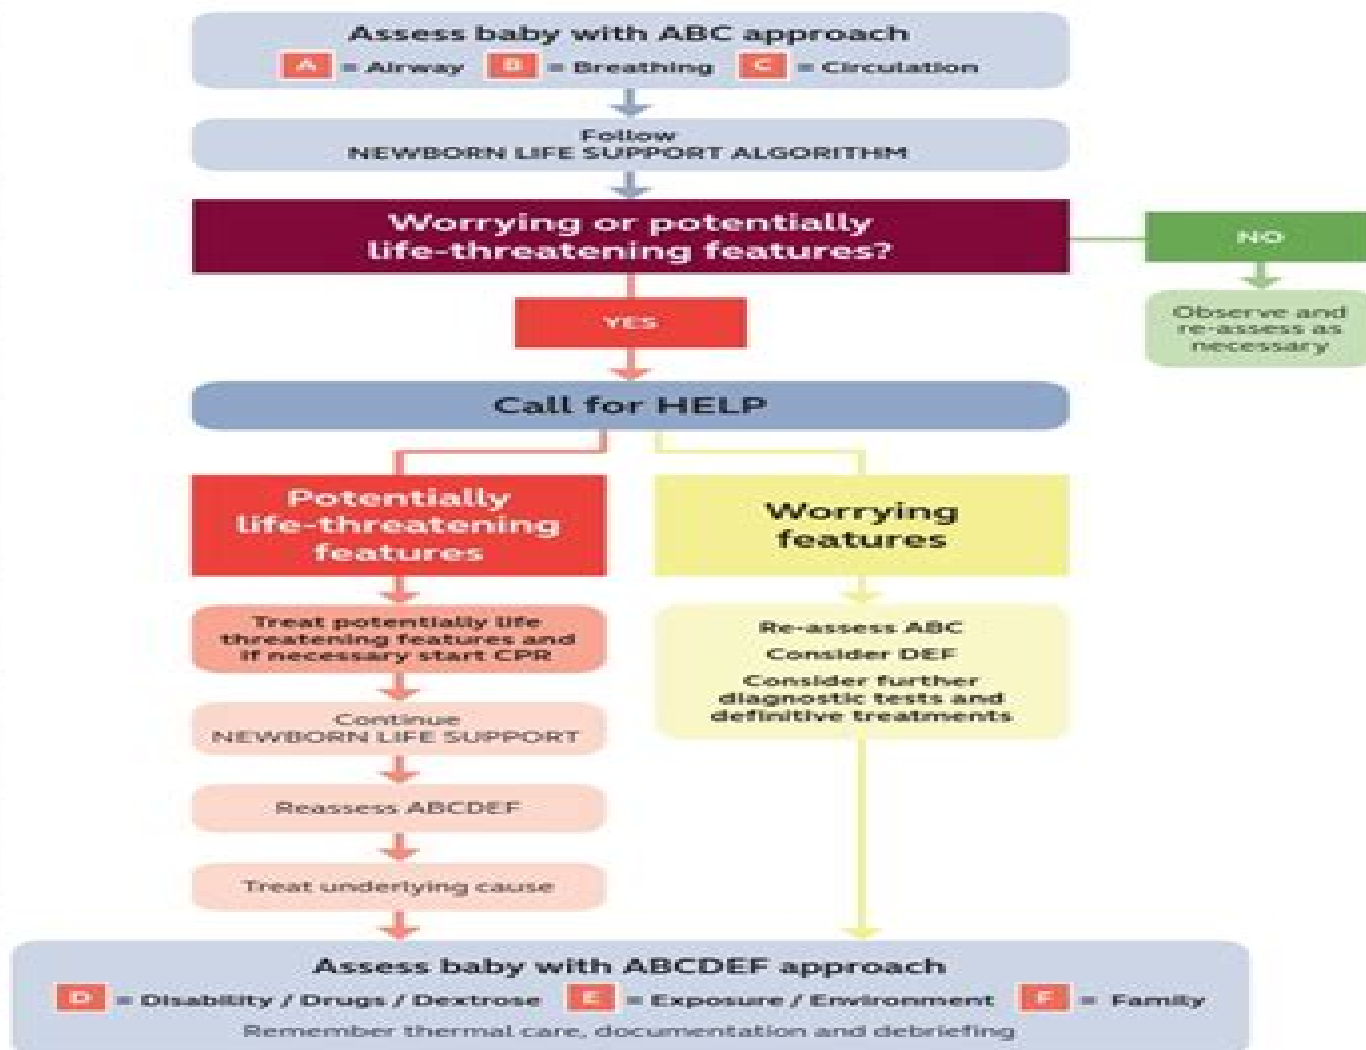 Assess baby with ABC approach
A = Airway B = Breathing C = Circulation
Follow
NEWBORN LIFE SUPPORT ALGORITHM
Worrying or potentially
life-threatening features?
NO
Observe and
re-assess as
necessary
YES
Call for HELP
Potentially
life-threatening
features
Treat potentially life
threatening features and
if necessary start CPR
Continue
NEWBORN LIFE SUPPORT
Reassess ABCDEF
Treat underlying cause
Worrying
features
Re-assess ABC
Consider DEF
Consider further
diagnostic tests and
definitive treatments
Assess baby with ABCDEF approach
D = Disability / Drugs / Dextrose E = Exposure / Environment F = Family
Remember thermal care, documentation and debriefing